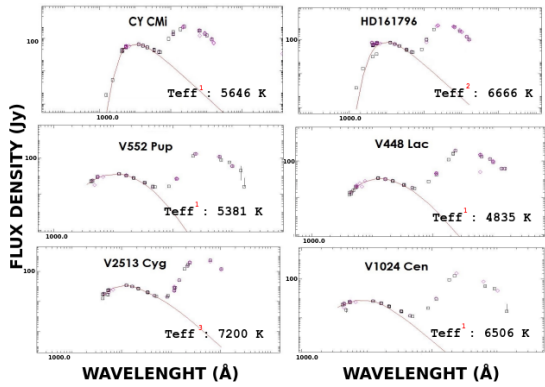 CY CMi
100
Teff1 : 5646 K
1000.0
HD161796
100
Teff2 : 6666 K
1000.0
V552 Pup
100
Teff1 : 5381 K
1000.0
V448 Lac
100
Teff1 : 4835 K
1000.0
V2513 Cyg
100
Teff3 : 7200 K
1000.0
V1024 Cen
100
Teff1 : 6506 K
1000.0
FLUX DENSITY (Jy)
WAVELENGHT (Å)
WAVELENGHT (Å)